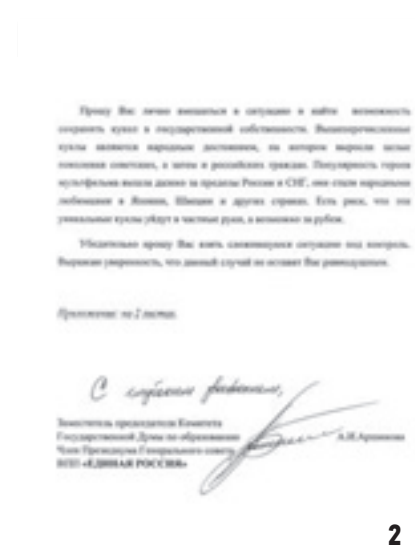 Прошу Вас лично вмешаться в ситуацию и найти возможность
сохранить кукол в государственной собственности. Вышеперечисленные
куклы являются народным достоянием, на котором выросли целые
поколения советских, а затем и российских граждан. Популярность героев
мультфильма вышла далеко за пределы России и СНГ, они стали народными
любимцами в Японии, Швеции и других странах. Есть риск, что эти
уникальные куклы уйдут в частные руки, а возможно за рубеж.
Убедительно прошу Вас взять сложившуюся ситуацию под контроль.
Выражаю уверенность, что данный случай не оставит Вас равнодушным.
Приложение: на 2 листах.
С глубоким уважением,
Заместитель председателя Комитета
Государственной Думы по образованию
Член Президиума Генерального совета
ВПП «ЕДИНАЯ РОССИЯ»
2